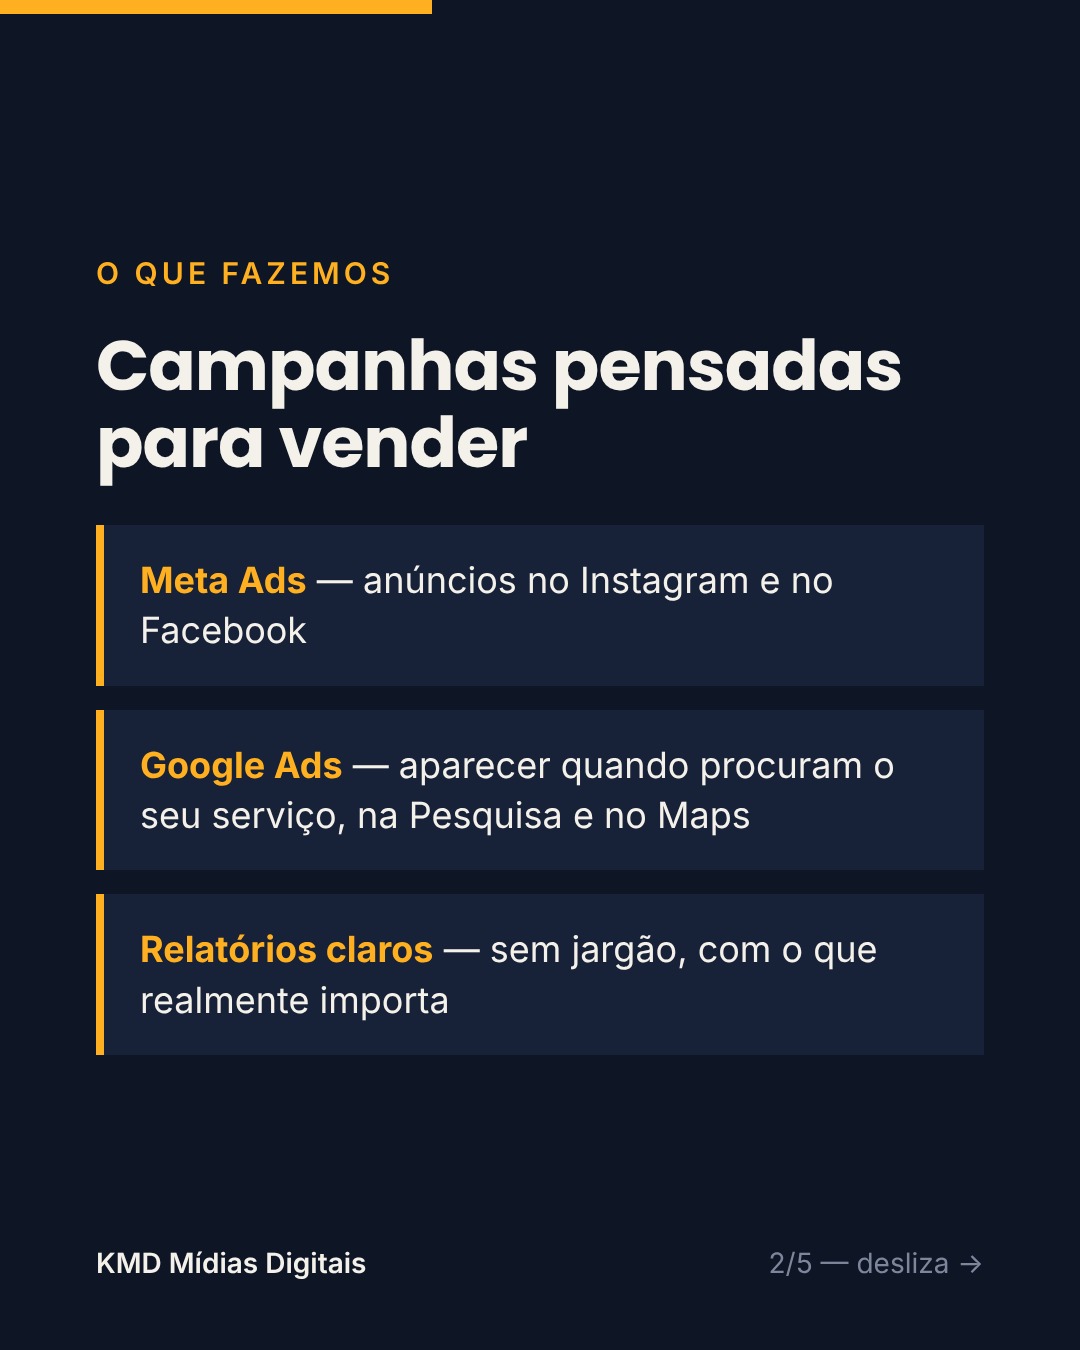 O QUE FAZEMOS
Campanhas pensadas
para vender
Meta Ads — anúncios no Instagram e no
Facebook
Google Ads — aparecer quando procuram o
seu serviço, na Pesquisa e no Maps
Relatórios claros — sem jargão, com o que
realmente importa
KMD Mídias Digitais
2/5 — desliza →